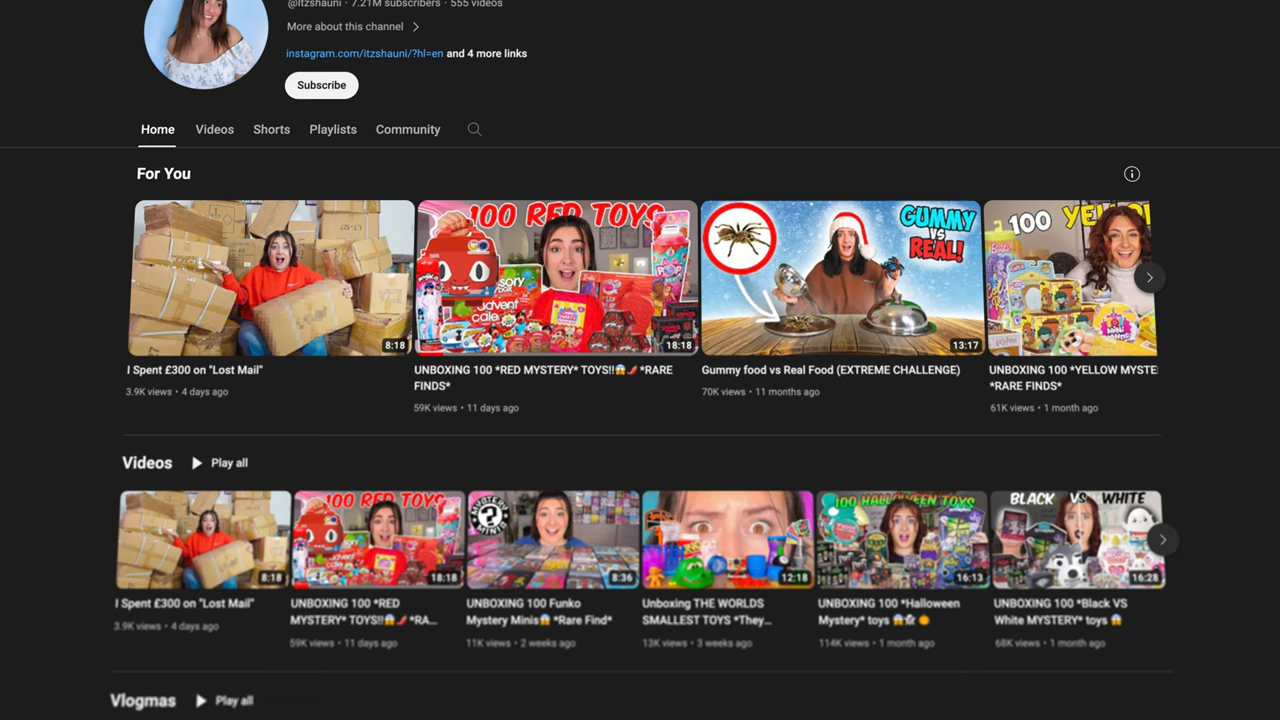 @itzshauni · 7.21M subscribers · 555 videos
More about this channel
instagram.com/itzshauni/?hl=en and 4 more links
Subscribe
Home Videos Shorts Playlists Community
For You
100 RED TOYS
GUMMY VS REAL!
100
8:18
18:18
13:17
I Spent £300 on "Lost Mail"
3.9K views • 4 days ago
UNBOXING 100 *RED MYSTERY* TOYS!!😱🌶️ *RARE
FINDS*
59K views • 11 days ago
Gummy food vs Real Food (EXTREME CHALLENGE)
70K views • 11 months ago
UNBOXING 100 *YELLOW MYSTE
*RARE FINDS*
61K views • 1 month ago
Videos Play all
100 RED TOYS
MYSTERY MINIS
100 HALLOWEEN TOYS
BLACK VS WHITE
8:18
18:18
8:36
12:18
16:13
16:28
I Spent £300 on "Lost Mail"
3.9K views • 4 days ago
UNBOXING 100 *RED
MYSTERY* TOYS!!😱🌶️ *RA...
59K views • 11 days ago
UNBOXING 100 Funko
Mystery Minis😱 *Rare Find*
11K views • 2 weeks ago
Unboxing THE WORLDS
SMALLEST TOYS *They...
13K views • 3 weeks ago
UNBOXING 100 *Halloween
Mystery* toys 😱🕷️🎃
114K views • 1 month ago
UNBOXING 100 *Black VS
White MYSTERY* toys 😱
68K views • 1 month ago
Vlogmas Play all